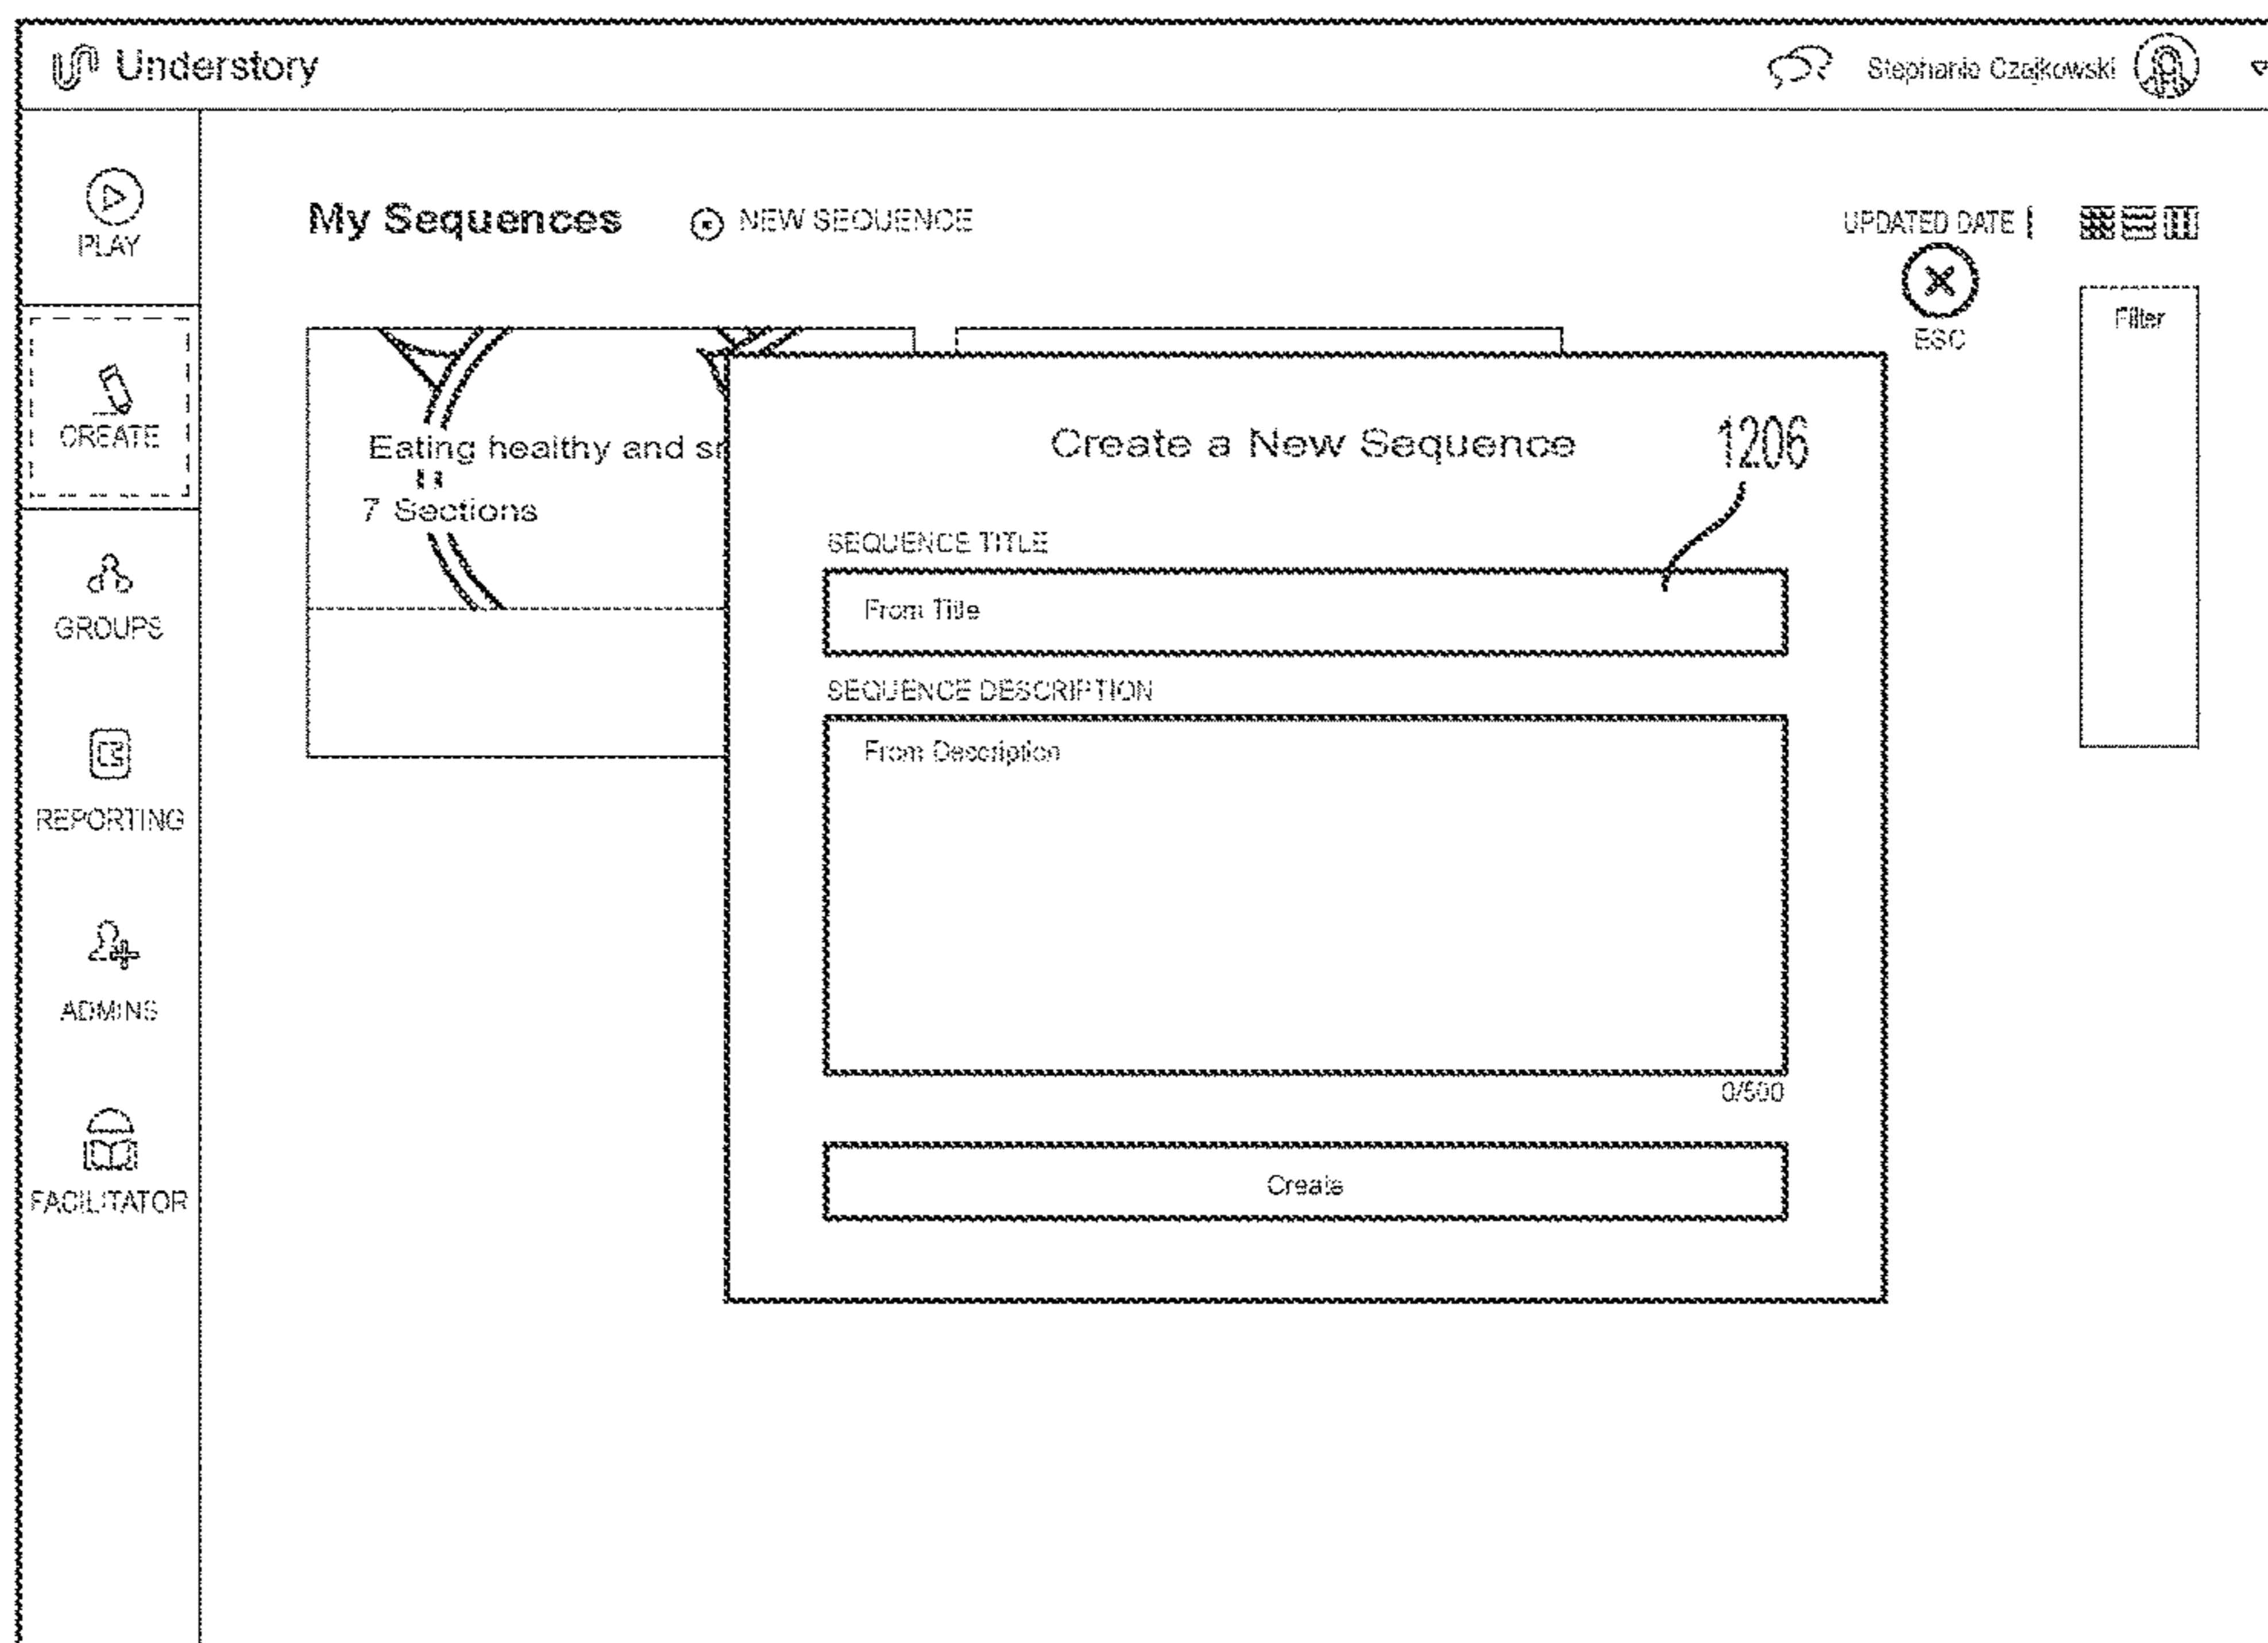 Understory
Stephanie Czajkowski
PLAY
CREATE
GROUPS
REPORTING
ADMINS
FACILITATOR
My Sequences
NEW SEQUENCE
UPDATED DATE
ESC
Filter
Eating healthy and
7 Sections
Create a New Sequence
1206
SEQUENCE TITLE
From Title
SEQUENCE DESCRIPTION
From Description
0/500
Create